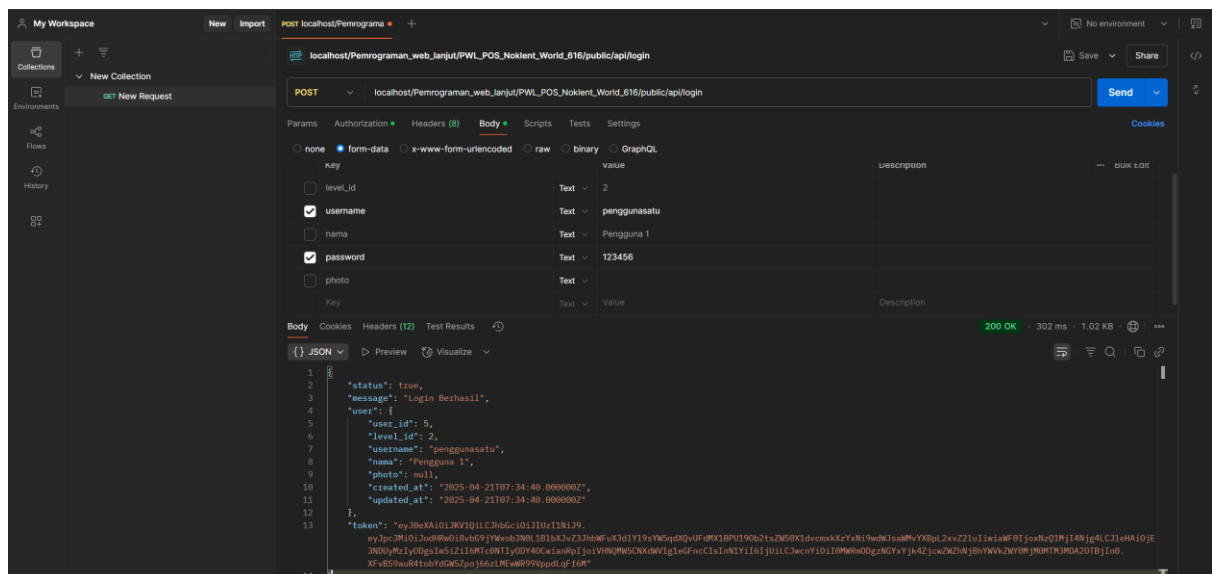 My Workspace
New Import
POST localhost/Pemrograma
No environment
Collections
Environments
Flows
History
New Collection
GET New Request
localhost/Pemrograman_web_lanjut/PWL_POS_Noklent_World_616/public/api/login
Save Share
POST localhost/Pemrograman_web_lanjut/PWL_POS_Noklent_World_616/public/api/login
Send
Params Authorization Headers (8) Body Scripts Tests Settings
Cookies
none form-data x-www-form-urlencoded raw binary GraphQL
Key Value Description Bulk Edit
level_id Text 2
username Text penggunasatu
nama Text Pengguna 1
password Text 123456
photo Text
Key Text Value Description
Body Cookies Headers (12) Test Results
200 OK 302 ms 1.02 KB
{} JSON Preview Visualize
1 {
2 "status": true,
3 "message": "Login Berhasil",
4 "user": {
5 "user_id": 5,
6 "level_id": 2,
7 "username": "penggunasatu",
8 "nama": "Pengguna 1",
9 "photo": null,
10 "created_at": "2025-04-21T07:34:40.000000Z",
11 "updated_at": "2025-04-21T07:34:40.000000Z"
12 },
13 "token": "eyJ0eXAiOiJKV1QiLCJhbGciOiJIUzI1NiJ9.